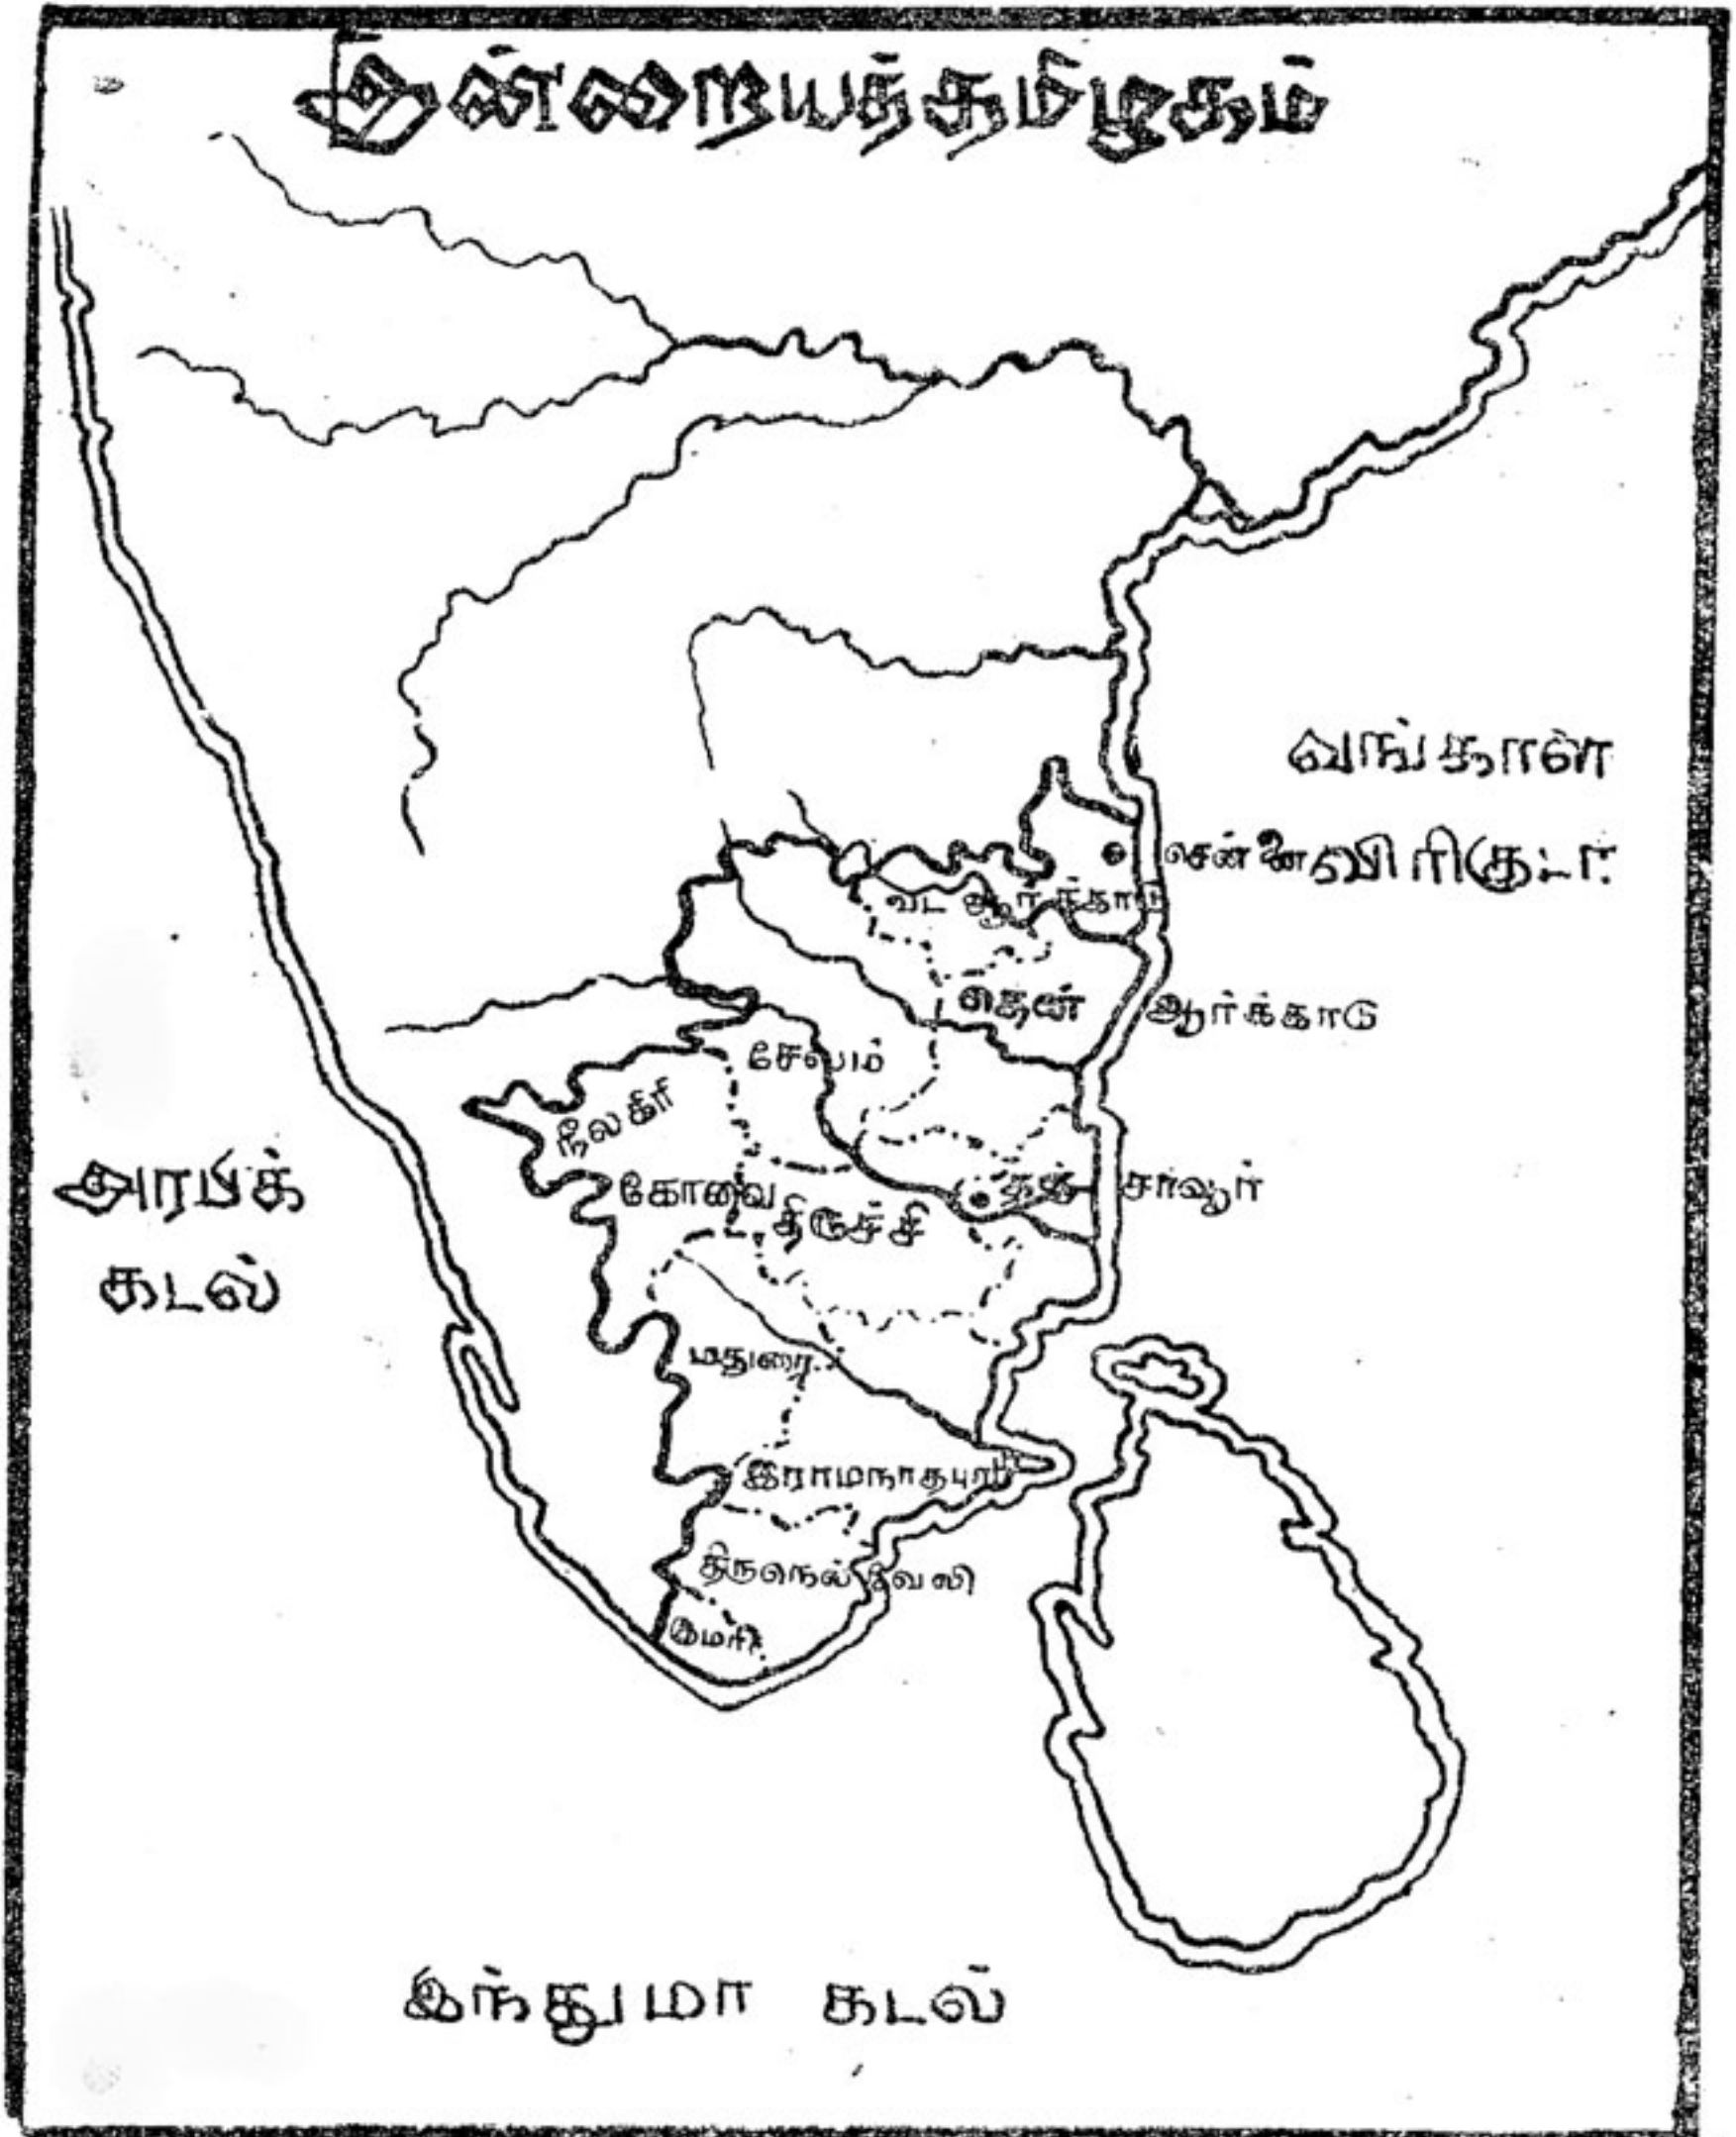 இன்றையத்தமிழகம்
வங்காள
சென்னை
விரிகுடா
வட ஆர்க்காடு
தென் ஆர்க்காடு
சேலம்
நீலகிரி
அரபிக்
கடல்
கோவை
தஞ்சாவூர்
திருச்சி
மதுரை
இராமநாதபுரம்
திருநெல்வேலி
குமரி
இந்துமா கடல்